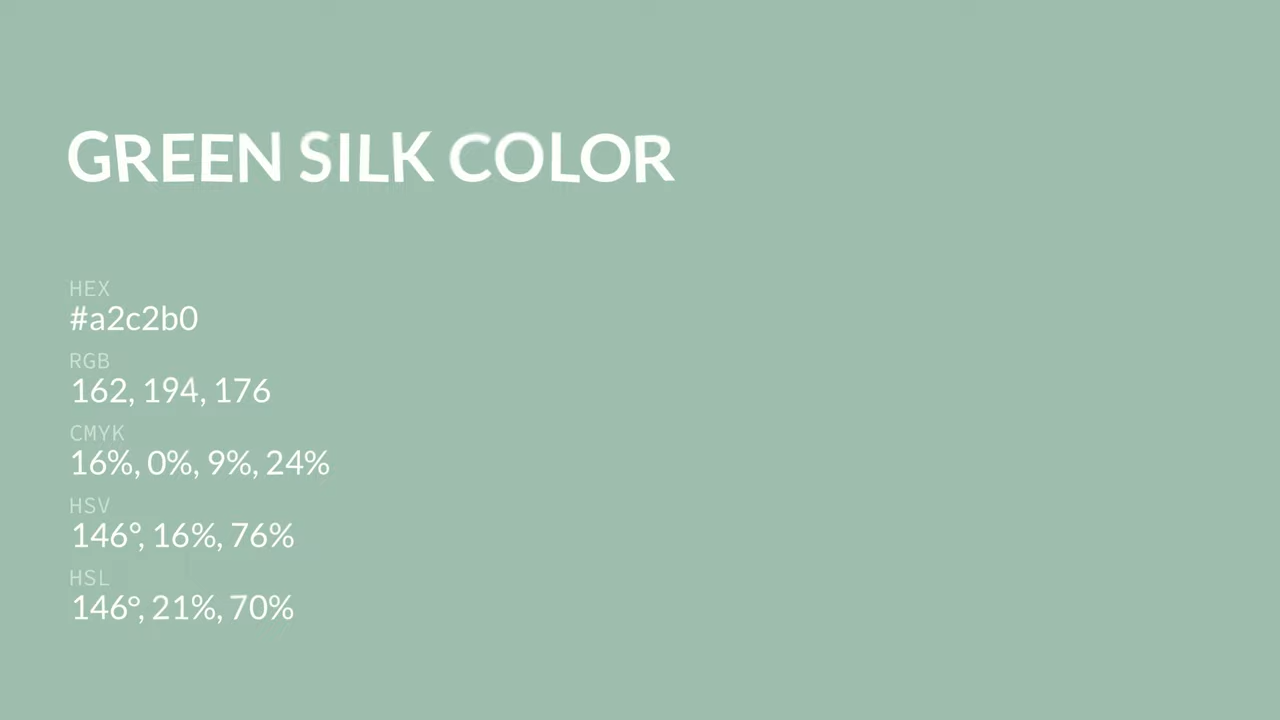 GREEN SILK COLOR
HEX
#a2c2b0
RGB
162, 194, 176
CMYK
16%, 0%, 9%, 24%
HSV
146°, 16%, 76%
HSL
146°, 21%, 70%